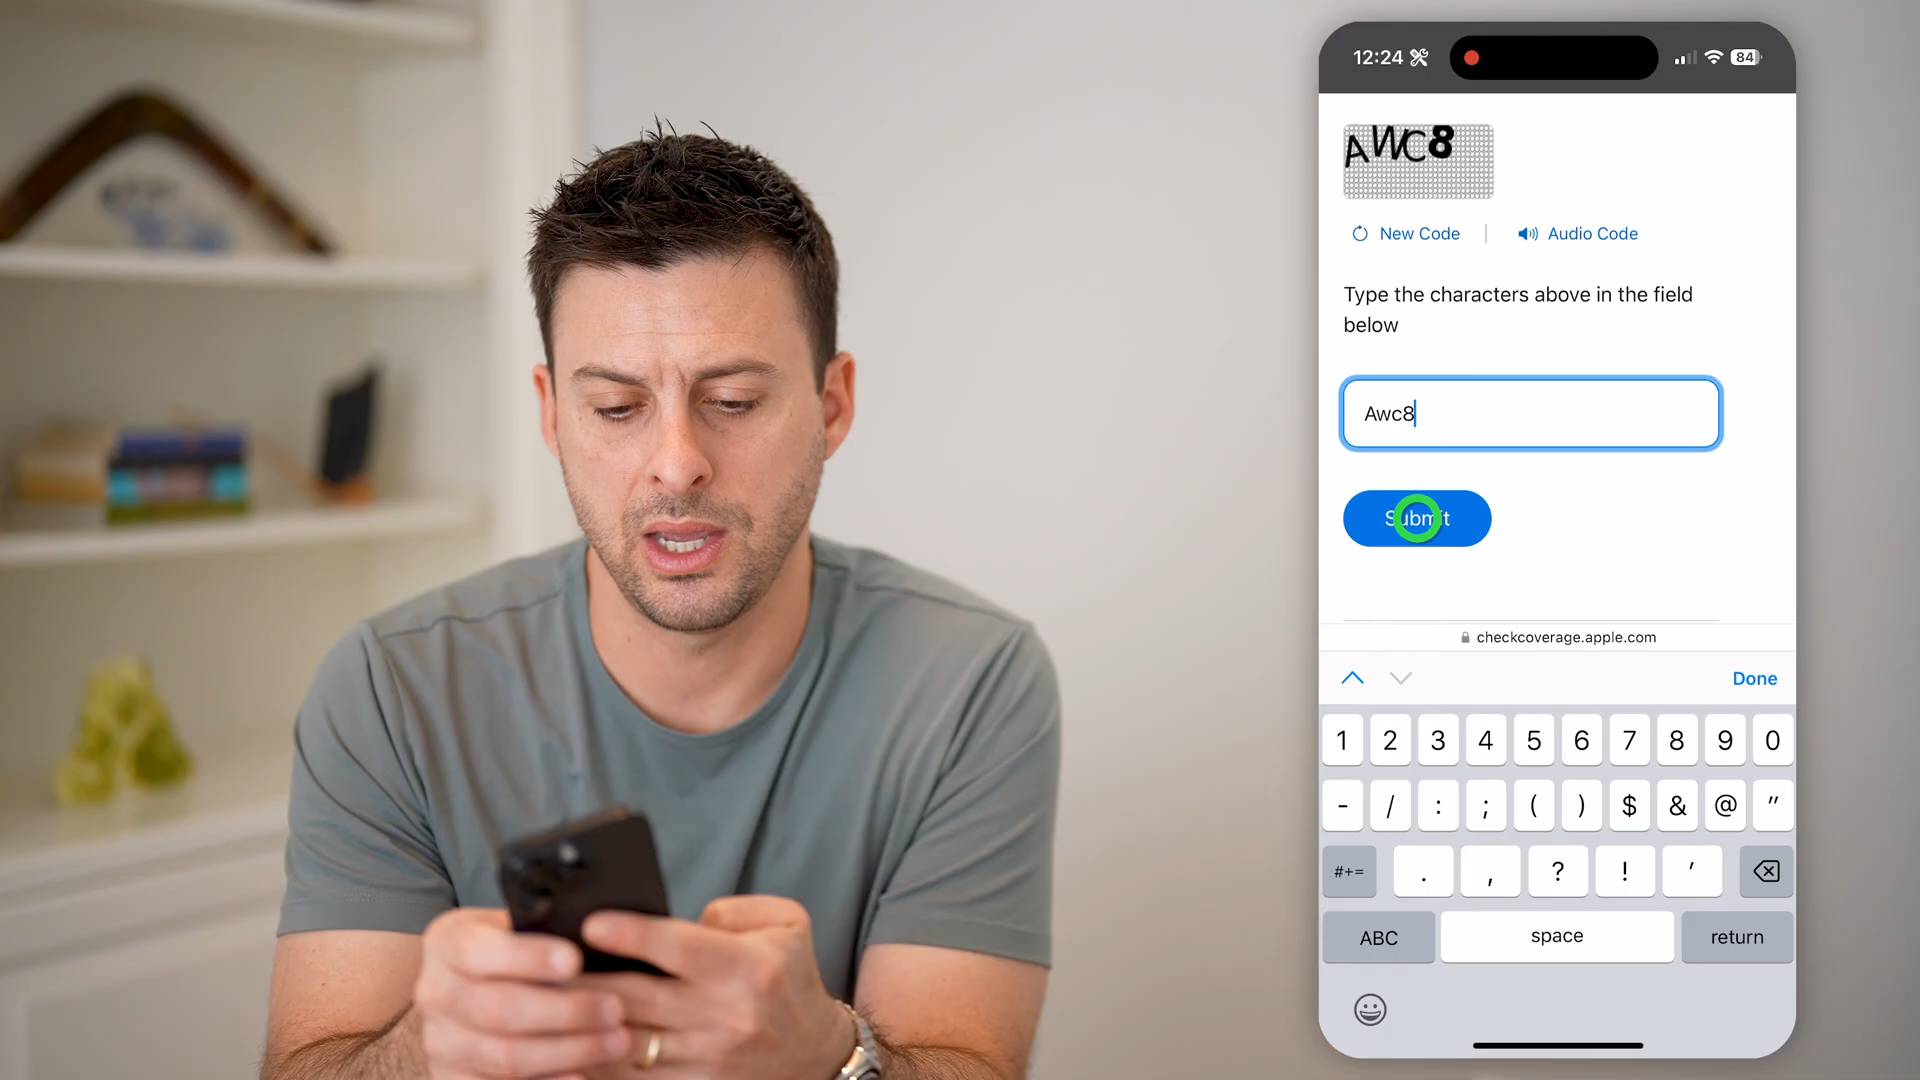 12:24
84
AWC8
New Code | Audio Code
Type the characters above in the field
below
Awc8
Submit
checkcoverage.apple.com
Done
1 2 3 4 5 6 7 8 9 0
- / : ; ( ) $ & @ "
#+= . , ? ! '
ABC space return